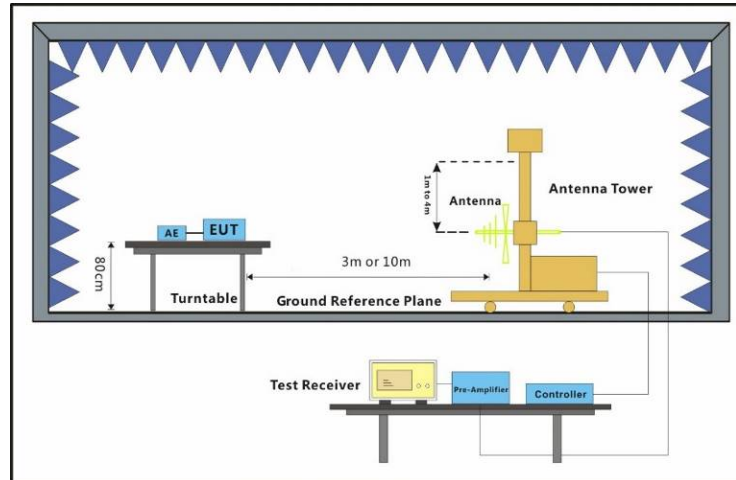 1m to 4m
Antenna
Antenna Tower
AE
EUT
80cm
3m or 10m
Turntable
Ground Reference Plane
Test Receiver
Pre-Amplifier
Controller